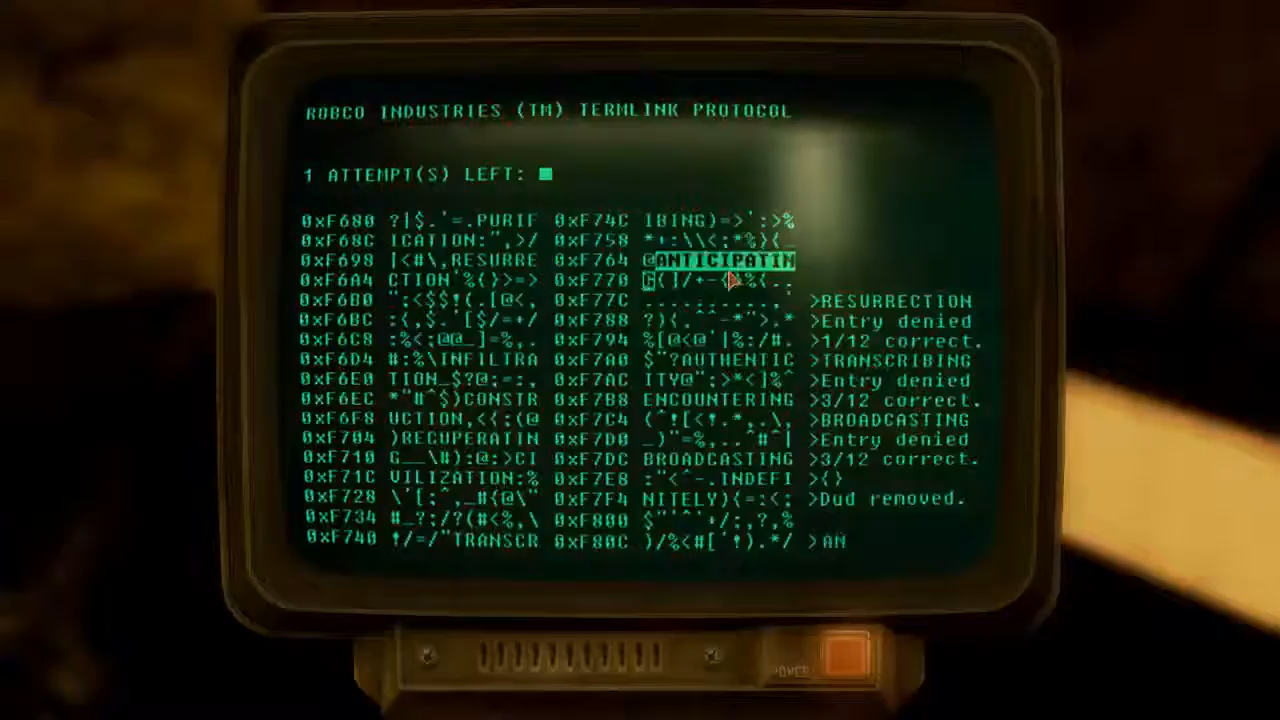 ROBCO INDUSTRIES (TM) TERMLINK PROTOCOL
1 ATTEMPT(S) LEFT:
0xF680 ?|$.'=.PURIF 0xF74C IBING)=>':>%
0xF68C ICATION:",>/ 0xF758 *+:\\<:*%}{_
0xF698 |<#\,RESURRE 0xF764 @ANTICIPATIN
0xF6A4 CTION'%{}>=> 0xF770 G(]/+-{&%{..
0xF6B0 ";<$$!(.[@<, 0xF77C ..........,. >RESURRECTION
0xF6BC :{,$.'[$/=+/ 0xF788 ?){.^^-*">.* >Entry denied
0xF6C8 :%<:@@_]=%,. 0xF794 %[@<@'|%:/#. >1/12 correct.
0xF6D4 #:%\INFILTRA 0xF7A0 $"?AUTHENTIC >TRANSCRIBING
0xF6E0 TION_$?@;=:, 0xF7AC ITY@";>*<]%^ >Entry denied
0xF6EC *"#^$)CONSTR 0xF7B8 ENCOUNTERING >3/12 correct.
0xF6F8 UCTION,<{:(@ 0xF7C4 (^![<!.*,.\, >BROADCASTING
0xF704 )RECUPERATIN 0xF7D0 _)"=%,..^#^| >Entry denied
0xF710 G__\#):@:>CI 0xF7DC BROADCASTING >3/12 correct.
0xF71C VILIZATION:% 0xF7E8 :"<^-.INDEFI >{}
0xF728 \'[:^,_#{@\" 0xF7F4 NITELY){=:<; >Dud removed.
0xF734 #_?:/?(#<%,\ 0xF800 $"'^^+/:,?,%
0xF740 !/=/"TRANSCR 0xF80C )/%<#['!).*/ >AN
POWER